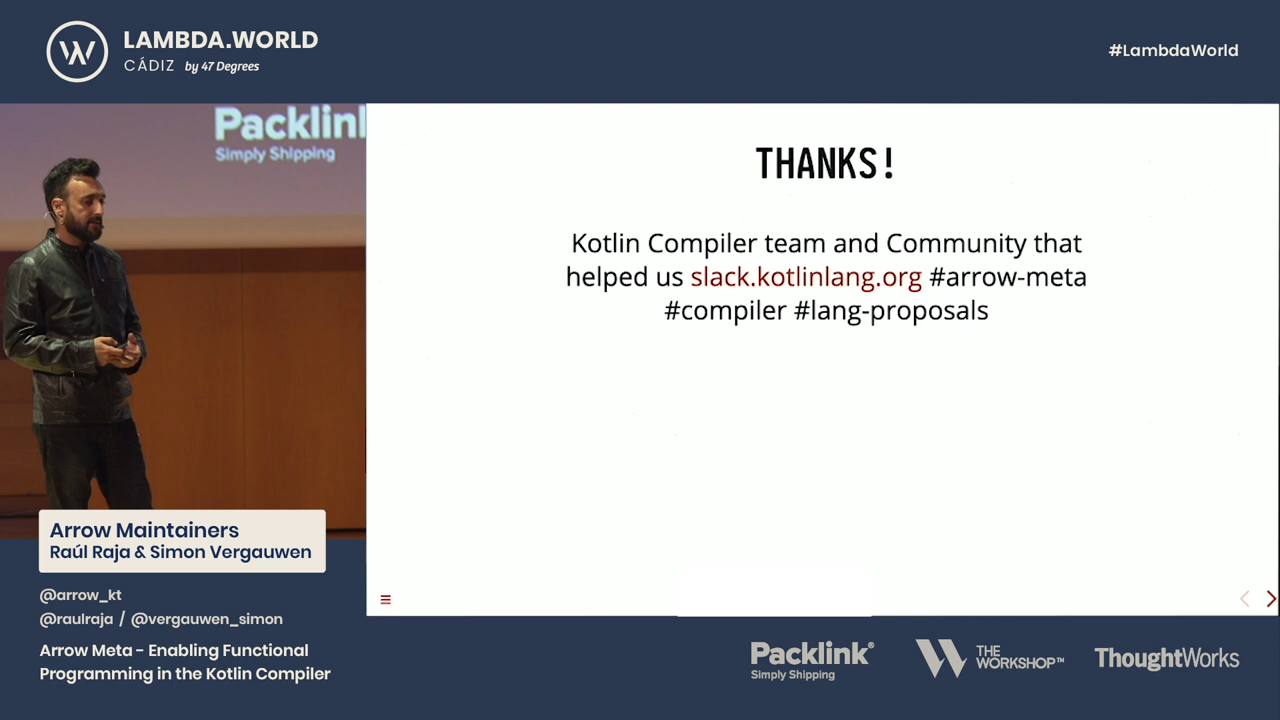 LAMBDA.WORLD
CÁDIZ by 47 Degrees
#LambdaWorld
Packlink
Simply Shipping
THANKS!
Kotlin Compiler team and Community that
helped us slack.kotlinlang.org #arrow-meta
#compiler #lang-proposals
Arrow Maintainers
Raúl Raja & Simon Vergauwen
@arrow_kt
@raulraja / @vergauwen_simon
Arrow Meta - Enabling Functional
Programming in the Kotlin Compiler
Packlink®
Simply Shipping
THE
WORKSHOP™
ThoughtWorks